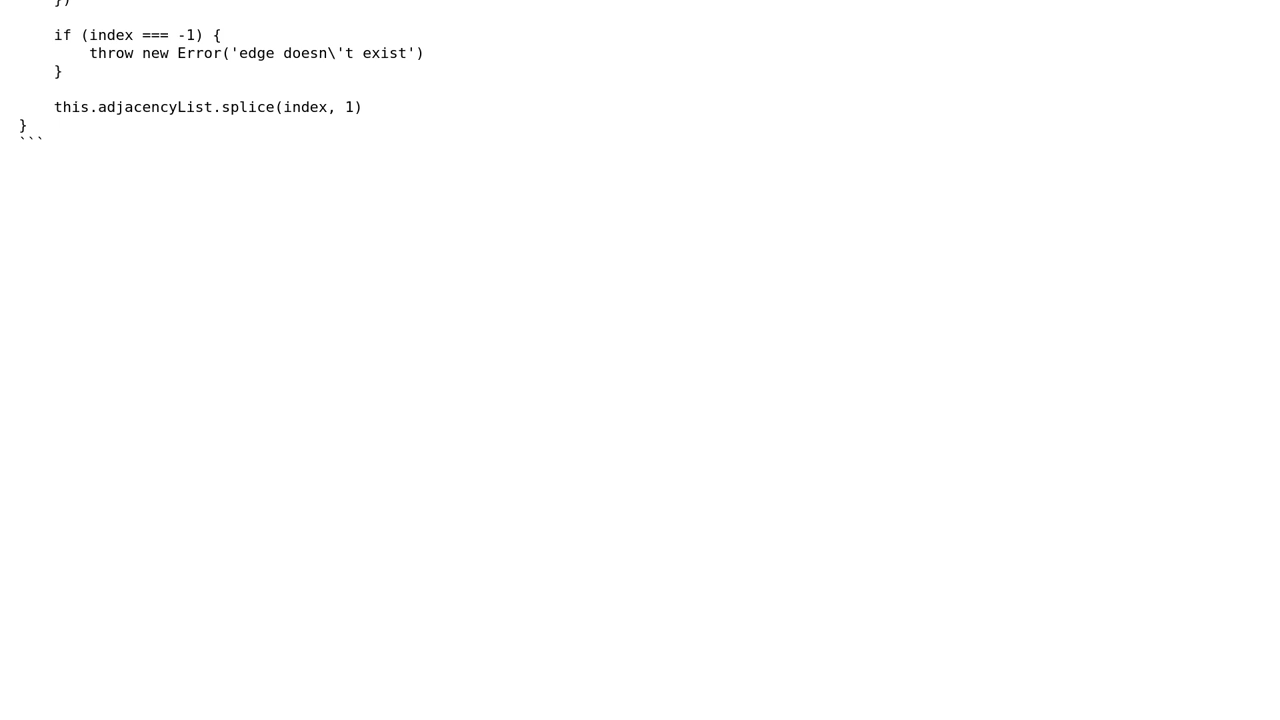 })
if (index === -1) {
throw new Error('edge doesn\'t exist')
}
this.adjacencyList.splice(index, 1)
}
```